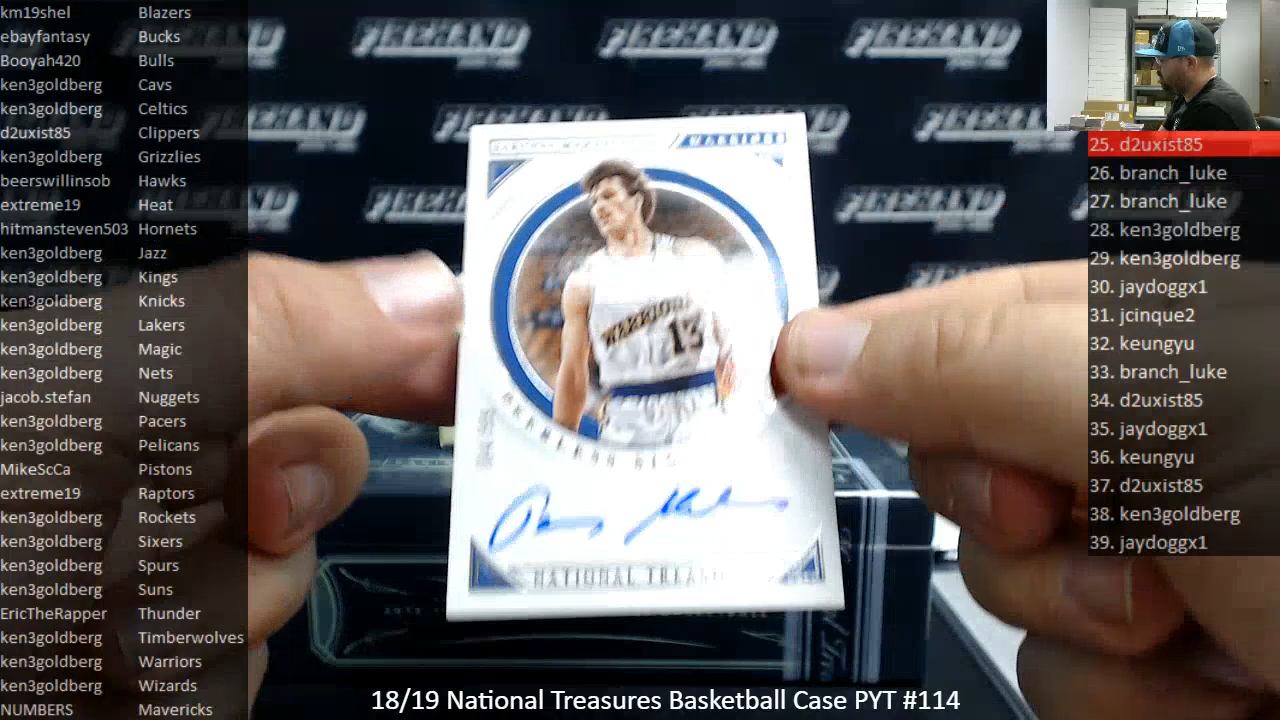 km19shel Blazers
ebayfantasy Bucks
Booyah420 Bulls
ken3goldberg Cavs
ken3goldberg Celtics
d2uxist85 Clippers
ken3goldberg Grizzlies
beerswillinsob Hawks
extreme19 Heat
hitmansteven503 Hornets
ken3goldberg Jazz
ken3goldberg Kings
ken3goldberg Knicks
ken3goldberg Lakers
ken3goldberg Magic
ken3goldberg Nets
jacob.stefan Nuggets
ken3goldberg Pacers
ken3goldberg Pelicans
MikeScCa Pistons
extreme19 Raptors
ken3goldberg Rockets
ken3goldberg Sixers
ken3goldberg Spurs
ken3goldberg Suns
EricTheRapper Thunder
ken3goldberg Timberwolves
ken3goldberg Warriors
ken3goldberg Wizards
NUMBERS Mavericks
WARRIORS
WARRIORS
13
NATIONAL
25. d2uxist85
26. branch_luke
27. branch_luke
28. ken3goldberg
29. ken3goldberg
30. jaydoggx1
31. jcinque2
32. keungyu
33. branch_luke
34. d2uxist85
35. jaydoggx1
36. keungyu
37. d2uxist85
38. ken3goldberg
39. jaydoggx1
18/19 National Treasures Basketball Case PYT #114